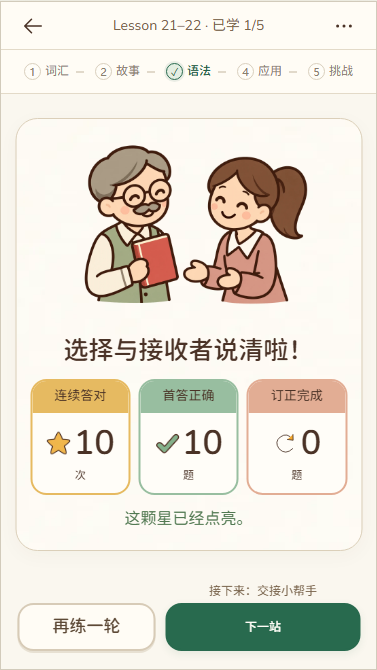 Lesson 21–22 · 已学 1/5
1 词汇 2 故事 语法 4 应用 5 挑战
选择与接收者说清啦！
连续答对 首答正确 订正完成
10 10 0
次 题 题
这颗星已经点亮。
接下来：交接小帮手
再练一轮 下一站